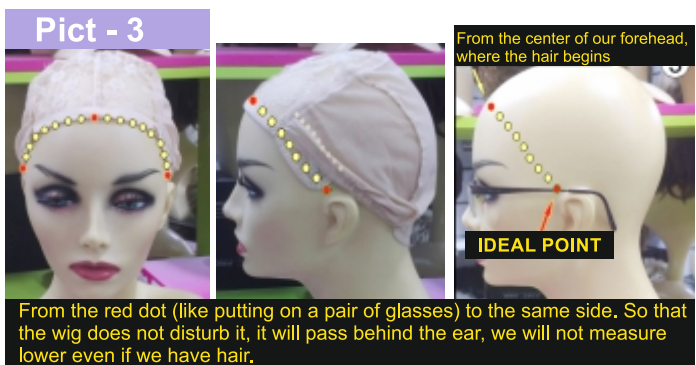 Pict - 3
From the center of our forehead,
where the hair begins
IDEAL POINT
From the red dot (like putting on a pair of glasses) to the same side. So that
the wig does not disturb it, it will pass behind the ear, we will not measure
lower even if we have hair.